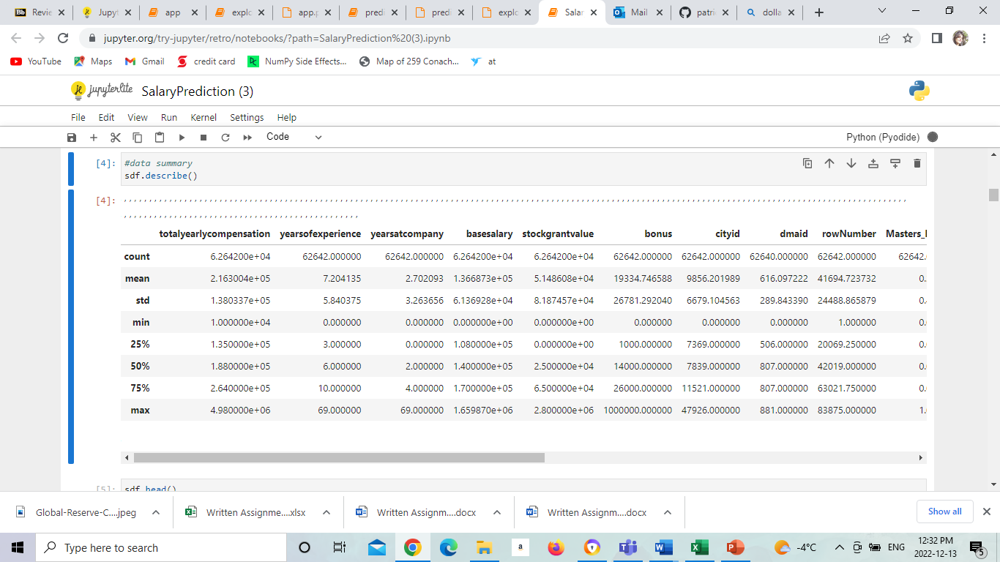 Revie Jupyt app explo app.p predi predi explo Salar Mail patri dolla
jupyter.org/try-jupyter/retro/notebooks/?path=SalaryPrediction%20(3).ipynb
YouTube Maps Gmail credit card NumPy Side Effects... Map of 259 Conach... at
jupyterlite SalaryPrediction (3)
File Edit View Run Kernel Settings Help
Code Python (Pyodide)
[4]: #data summary
sdf.describe()
[4]:
totalyearlycompensation yearsofexperience yearsatcompany basesalary stockgrantvalue bonus cityid dmaid rowNumber Masters_
count 6.264200e+04 62642.000000 62642.000000 6.264200e+04 6.264200e+04 62642.000000 62642.000000 62640.000000 62642.000000 62642.
mean 2.163004e+05 7.204135 2.702093 1.366873e+05 5.148608e+04 19334.746588 9856.201989 616.097222 41694.723732 0.
std 1.380337e+05 5.840375 3.263656 6.136928e+04 8.187457e+04 26781.292040 6679.104563 289.843390 24488.865879 0.
min 1.000000e+04 0.000000 0.000000 0.000000e+00 0.000000e+00 0.000000 0.000000 0.000000 1.000000 0.
25% 1.350000e+05 3.000000 0.000000 1.080000e+05 0.000000e+00 1000.000000 7369.000000 506.000000 20069.250000 0.
50% 1.880000e+05 6.000000 2.000000 1.400000e+05 2.500000e+04 14000.000000 7839.000000 807.000000 42019.000000 0.
75% 2.640000e+05 10.000000 4.000000 1.700000e+05 6.500000e+04 26000.000000 11521.000000 807.000000 63021.750000 0.
max 4.980000e+06 69.000000 69.000000 1.659870e+06 2.800000e+06 1000000.000000 47926.000000 881.000000 83875.000000 1.
[5]: sdf.head()
Global-Reserve-C....jpeg Written Assignme....xlsx Written Assignm....docx Written Assignm....docx Show all
Type here to search -4°C ENG 12:32 PM
2022-12-13 5